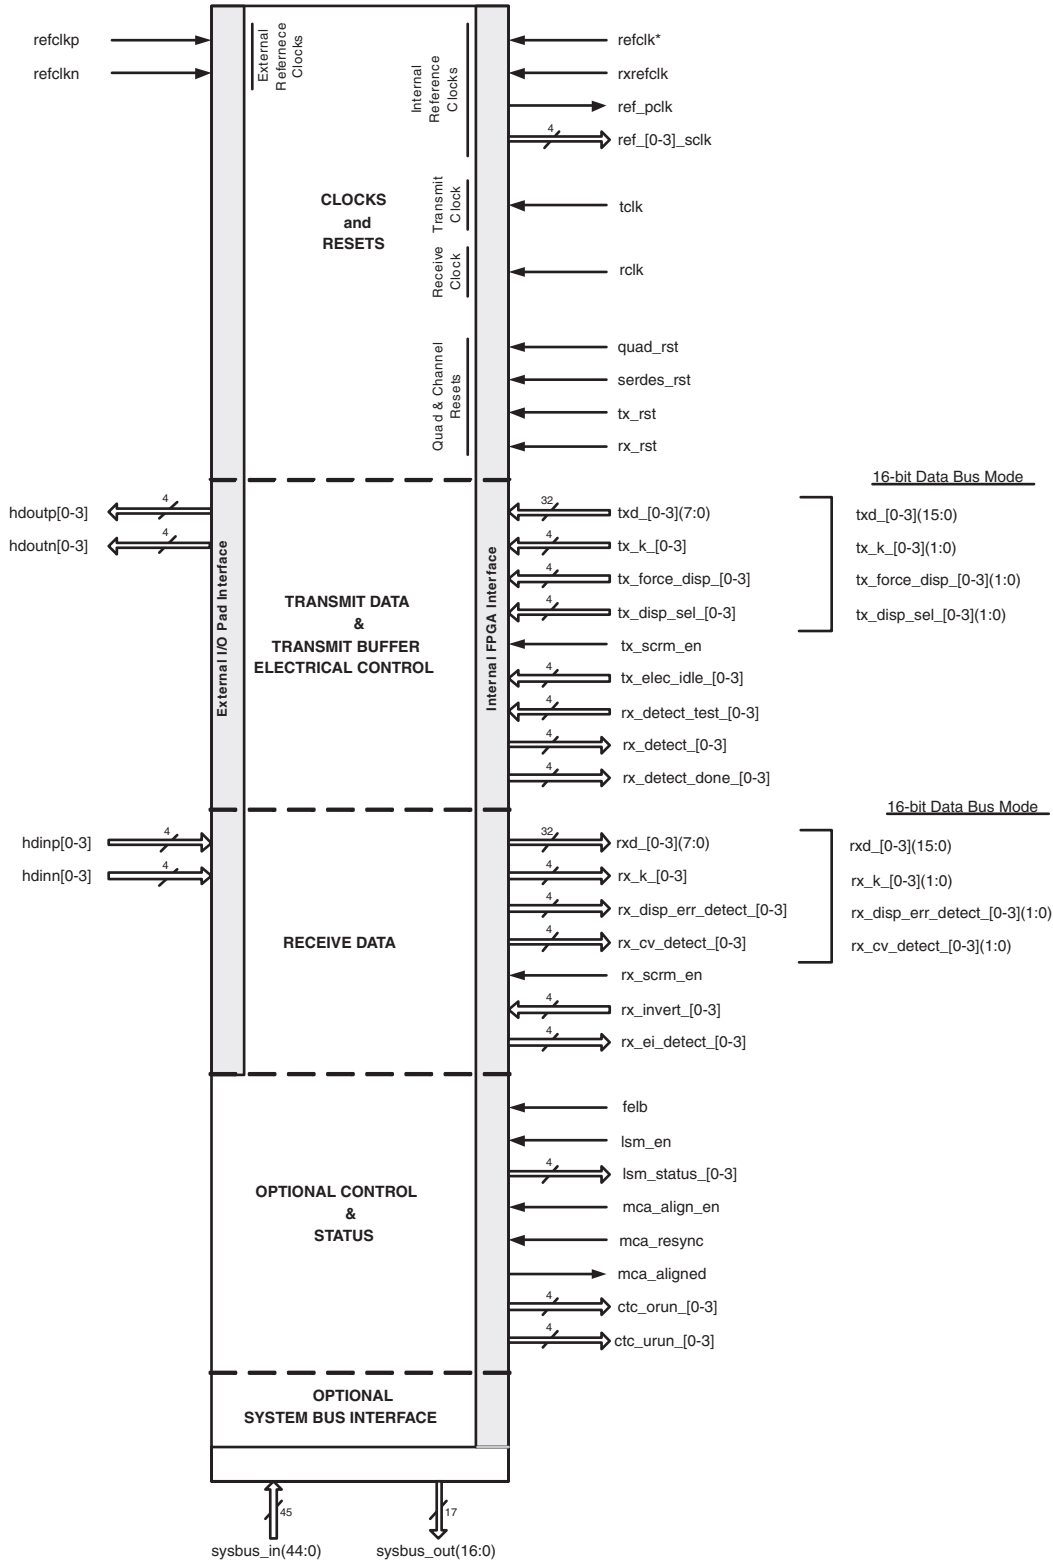 refclkp
refclkn
External
Refernece
Clocks
Internal
Reference
Clocks
refclk*
rxrefclk
ref_pclk
4
ref_[0-3]_sclk
CLOCKS
and
RESETS
Transmit
Clock
tclk
Receive
Clock
rclk
Quad & Channel
Resets
quad_rst
serdes_rst
tx_rst
rx_rst
External I/O Pad Interface
Internal FPGA Interface
hdoutp[0-3]
4
hdoutn[0-3]
4
TRANSMIT DATA
&
TRANSMIT BUFFER
ELECTRICAL CONTROL
32
txd_[0-3](7:0)
4
tx_k_[0-3]
4
tx_force_disp_[0-3]
4
tx_disp_sel_[0-3]
tx_scrm_en
4
tx_elec_idle_[0-3]
4
rx_detect_test_[0-3]
4
rx_detect_[0-3]
4
rx_detect_done_[0-3]
16-bit Data Bus Mode
txd_[0-3](15:0)
tx_k_[0-3](1:0)
tx_force_disp_[0-3](1:0)
tx_disp_sel_[0-3](1:0)
hdinp[0-3]
4
hdinn[0-3]
4
RECEIVE DATA
32
rxd_[0-3](7:0)
4
rx_k_[0-3]
4
rx_disp_err_detect_[0-3]
4
rx_cv_detect_[0-3]
rx_scrm_en
4
rx_invert_[0-3]
4
rx_ei_detect_[0-3]
16-bit Data Bus Mode
rxd_[0-3](15:0)
rx_k_[0-3](1:0)
rx_disp_err_detect_[0-3](1:0)
rx_cv_detect_[0-3](1:0)
OPTIONAL CONTROL
&
STATUS
felb
lsm_en
4
lsm_status_[0-3]
mca_align_en
mca_resync
mca_aligned
4
ctc_orun_[0-3]
4
ctc_urun_[0-3]
OPTIONAL
SYSTEM BUS INTERFACE
45
17
sysbus_in(44:0)
sysbus_out(16:0)